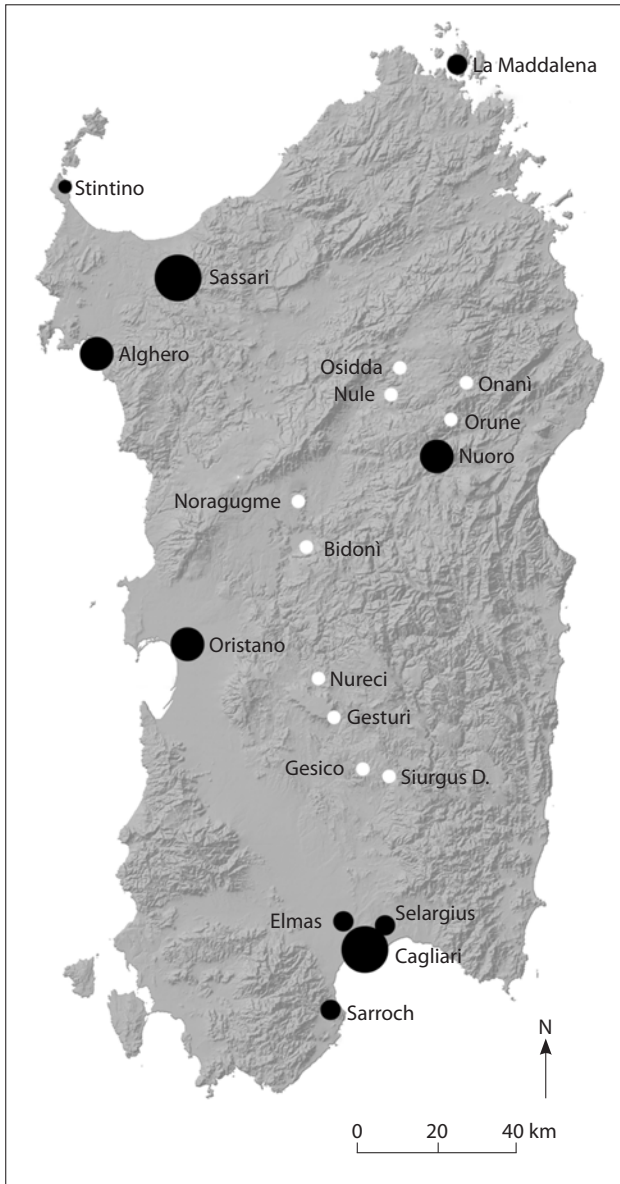 La Maddalena
Stintino
Sassari
Alghero
Osidda
Onanì
Nule
Orune
Nuoro
Noragugme
Bidonì
Oristano
Nureci
Gesturi
Gesico
Siurgus D.
Elmas
Selargius
Cagliari
Sarroch
N
0 20 40 km